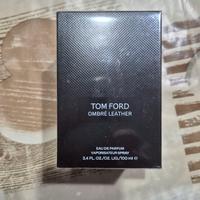 TOM FORD
OMBRÉ LEATHER
EAU DE PARFUM
VAPORISATEUR SPRAY
3.4 FL.OZ./OZ. LIQ./100 ml ℮